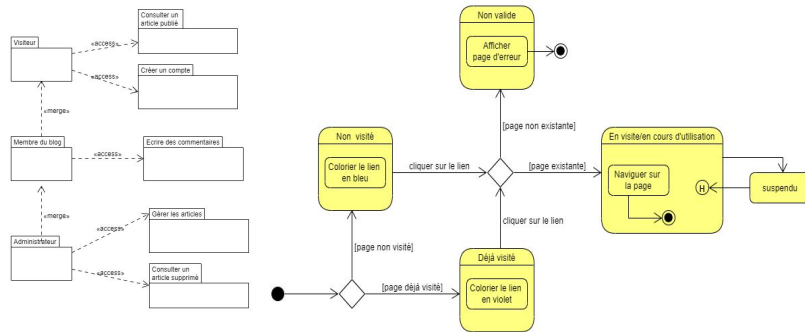 Consulter un
article publié
Visiteur
«access»
«access»
Créer un compte
«merge»
Membre du blog
«access»
Ecrire des commentaires
«merge»
Gérer les articles
«access»
Administrateur
«access»
Consulter un
article supprimé
Non valide
Afficher
page d'erreur
[page non existante]
Non visité
Colorier le lien
en bleu
cliquer sur le lien
[page existante]
En visite/en cours d'utilisation
Naviguer sur
la page
H
suspendu
cliquer sur le lien
[page non visité]
Déjà visité
[page déjà visité]
Colorier le lien
en violet